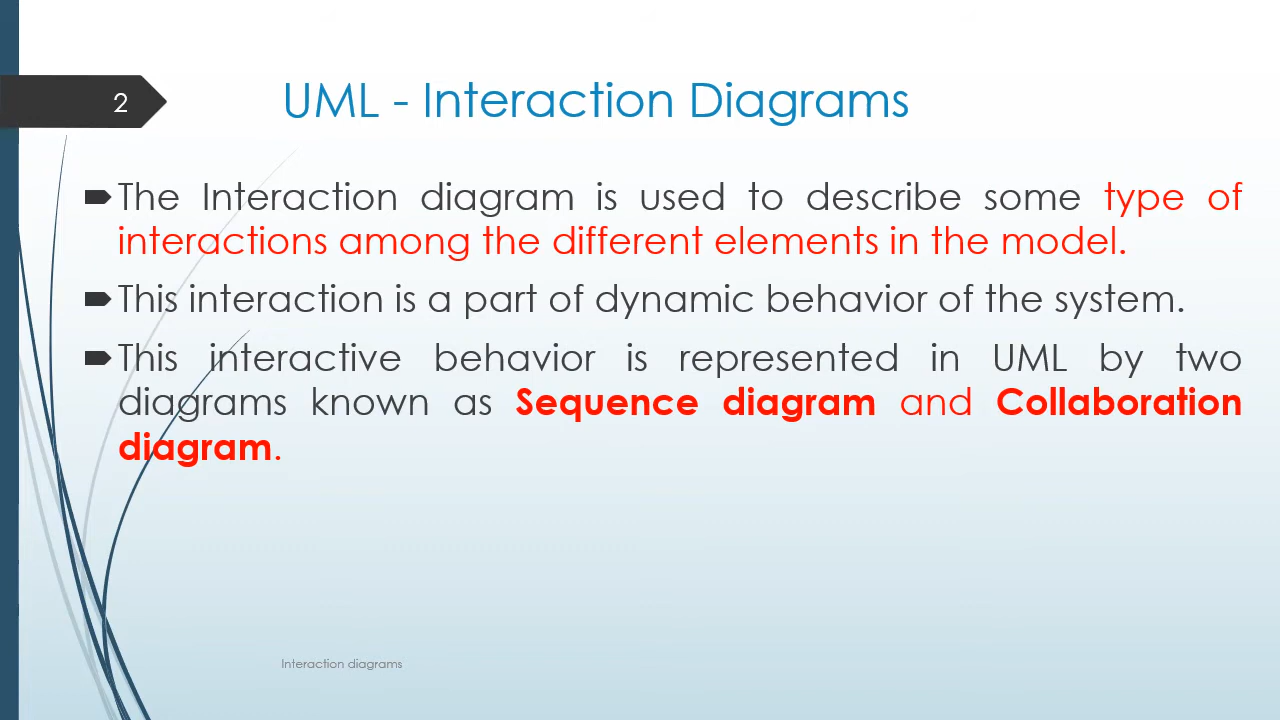 2
UML - Interaction Diagrams
The Interaction diagram is used to describe some type of
interactions among the different elements in the model.
This interaction is a part of dynamic behavior of the system.
This interactive behavior is represented in UML by two
diagrams known as Sequence diagram and Collaboration
diagram.
Interaction diagrams